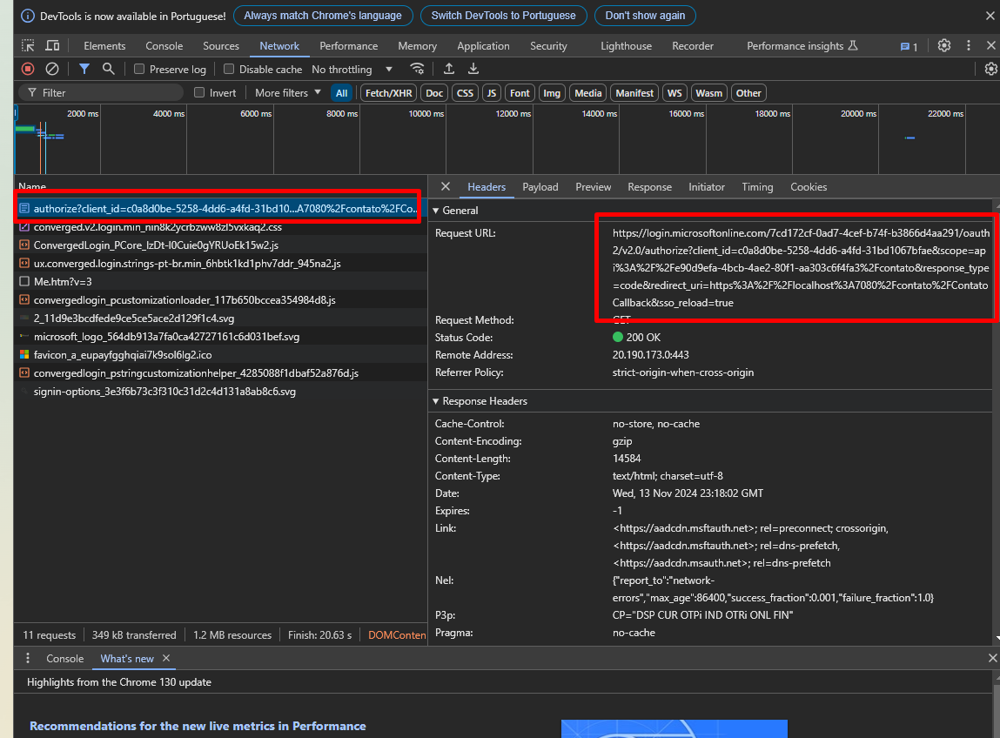 DevTools is now available in Portuguese! Always match Chrome's language Switch DevTools to Portuguese Don't show again
Elements Console Sources Network Performance Memory Application Security Lighthouse Recorder Performance insights 1
Preserve log Disable cache No throttling
Filter Invert More filters All Fetch/XHR Doc CSS JS Font Img Media Manifest WS Wasm Other
2000 ms 4000 ms 6000 ms 8000 ms 10000 ms 12000 ms 14000 ms 16000 ms 18000 ms 20000 ms 22000 ms
Name
authorize?client_id=c0a8d0be-5258-4dd6-a4fd-31bd10...A7080%2Fcontato%2FCo...
converged.v2.login.min_nin8k2ycrbzww8zl5vxkaq2.css
ConvergedLogin_PCore_IzDt-I0Cuie0gYRUoEk15w2.js
ux.converged.login.strings-pt-br.min_6hbtk1kd1phv7ddr_945na2.js
Me.htm?v=3
convergedlogin_pcustomizationloader_117b650bccea354984d8.js
2_11d9e3bcdfede9ce5ce5ace2d129f1c4.svg
microsoft_logo_564db913a7fa0ca42727161c6d031bef.svg
favicon_a_eupayfgghqiai7k9sol6lg2.ico
convergedlogin_pstringcustomizationhelper_4285088f1dbaf52a876d.js
signin-options_3e3f6b73c3f310c31d2c4d131a8ab8c6.svg
11 requests 349 kB transferred 1.2 MB resources Finish: 20.63 s DOMConten
Headers Payload Preview Response Initiator Timing Cookies
General
Request URL: https://login.microsoftonline.com/7cd172cf-0ad7-4cef-b74f-b3866d4aa291/oauth
2/v2.0/authorize?client_id=c0a8d0be-5258-4dd6-a4fd-31bd1067bfae&scope=ap
i%3A%2F%2Fe90d9efa-4bcb-4ae2-80f1-aa303c6f4fa3%2Fcontato&response_type
=code&redirect_uri=https%3A%2F%2Flocalhost%3A7080%2Fcontato%2FContato
Callback&sso_reload=true
Request Method: GET
Status Code: 200 OK
Remote Address: 20.190.173.0:443
Referrer Policy: strict-origin-when-cross-origin
Response Headers
Cache-Control: no-store, no-cache
Content-Encoding: gzip
Content-Length: 14584
Content-Type: text/html; charset=utf-8
Date: Wed, 13 Nov 2024 23:18:02 GMT
Expires: -1
Link: <https://aadcdn.msftauth.net>; rel=preconnect; crossorigin,
<https://aadcdn.msftauth.net>; rel=dns-prefetch,
<https://aadcdn.msauth.net>; rel=dns-prefetch
Nel: {"report_to":"network-
errors","max_age":86400,"success_fraction":0.001,"failure_fraction":1.0}
P3p: CP="DSP CUR OTPi IND OTRi ONL FIN"
Pragma: no-cache
Console What's new
Highlights from the Chrome 130 update
Recommendations for the new live metrics in Performance